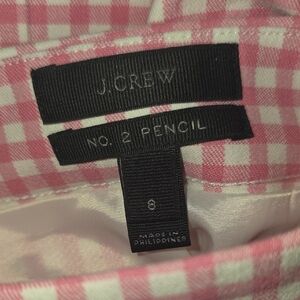 J.CREW
NO. 2 PENCIL
8
MADE IN
PHILIPPINES